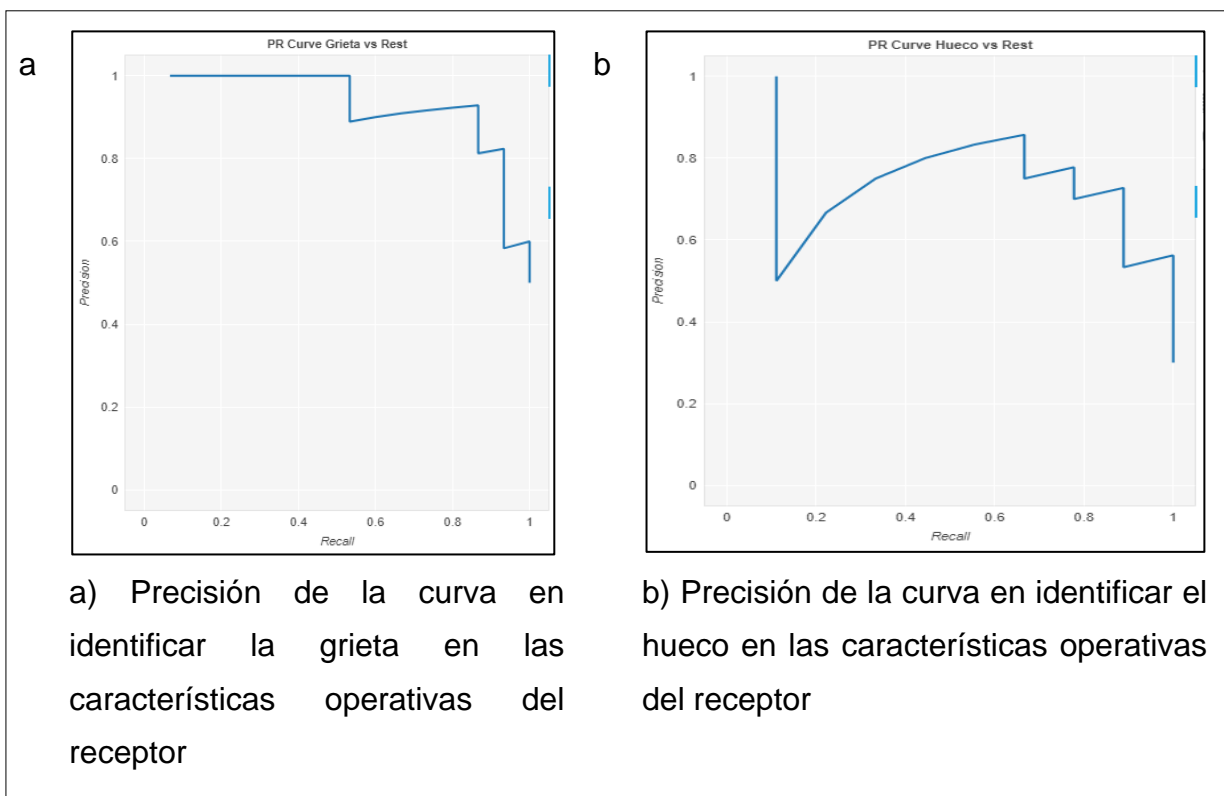 a
PR Curve Grieta vs Rest
1
0.8
0.6
0.4
0.2
0
Precision
0
0.2
0.4
0.6
0.8
1
Recall
b
PR Curve Hueco vs Rest
1
0.8
0.6
0.4
0.2
0
Precision
0
0.2
0.4
0.6
0.8
1
Recall
a) Precisión de la curva en
identificar la grieta en las
características operativas del
receptor
b) Precisión de la curva en identificar el
hueco en las características operativas
del receptor